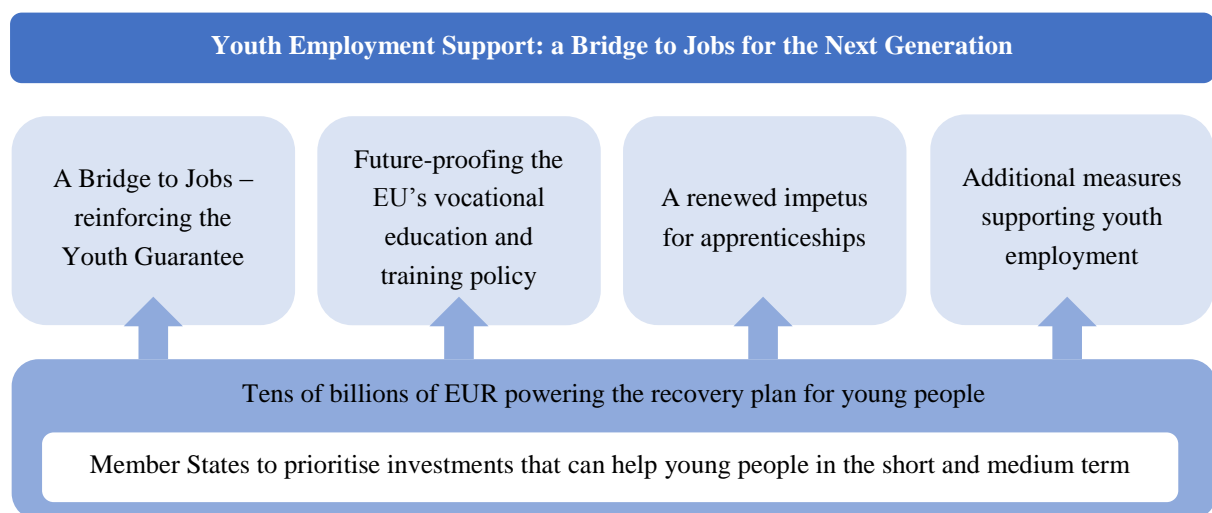 Youth Employment Support: a Bridge to Jobs for the Next Generation
A Bridge to Jobs –
reinforcing the
Youth Guarantee
Future-proofing the
EU’s vocational
education and
training policy
A renewed impetus
for apprenticeships
Additional measures
supporting youth
employment
Tens of billions of EUR powering the recovery plan for young people
Member States to prioritise investments that can help young people in the short and medium term